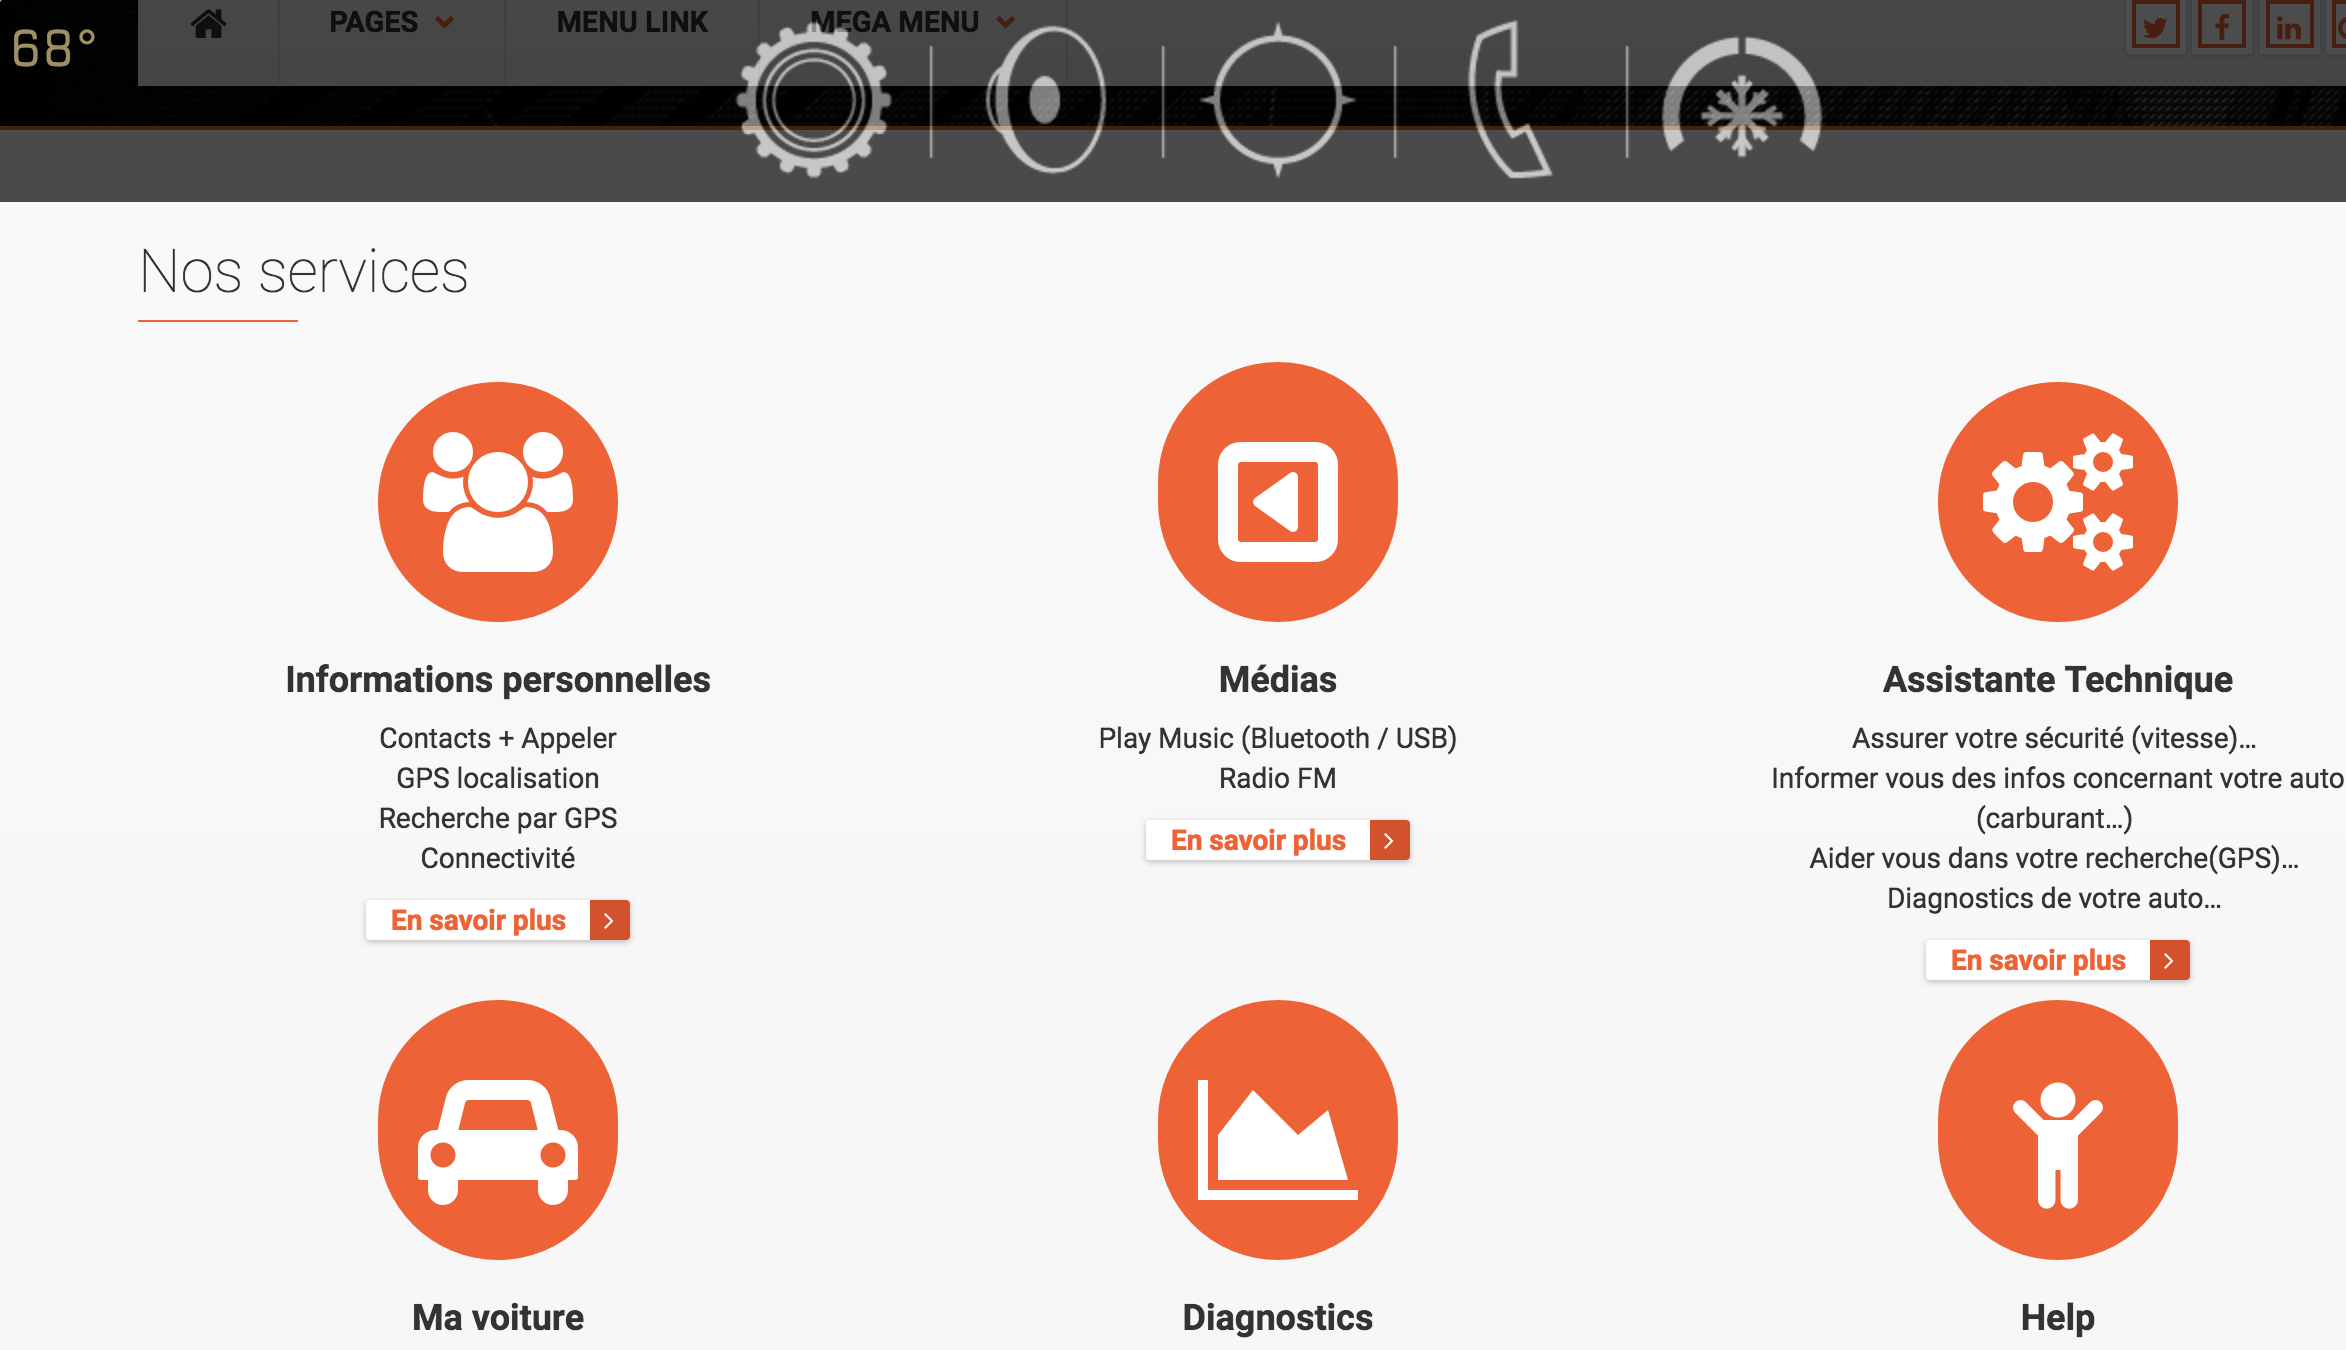 68°
PAGES
MENU LINK
MEGA MENU
Nos services
Informations personnelles
Contacts + Appeler
GPS localisation
Recherche par GPS
Connectivité
En savoir plus
Médias
Play Music (Bluetooth / USB)
Radio FM
En savoir plus
Assistante Technique
Assurer votre sécurité (vitesse)...
Informer vous des infos concernant votre auto
(carburant...)
Aider vous dans votre recherche(GPS)...
Diagnostics de votre auto...
En savoir plus
Ma voiture
Diagnostics
Help